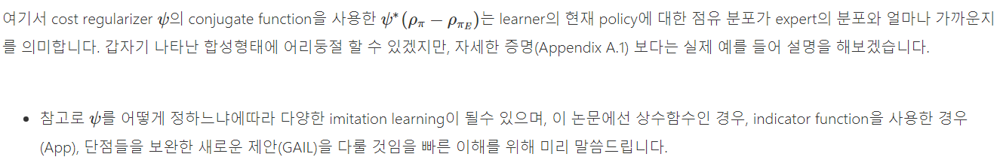 여기서 cost regularizer ψ의 conjugate function을 사용한 ψ*(ρ_π − ρ_{π_E})는 learner의 현재 policy에 대한 점유 분포가 expert의 분포와 얼마나 가까운지
를 의미합니다. 갑자기 나타난 합성형태에 어리둥절 할 수 있겠지만, 자세한 증명(Appendix A.1) 보다는 실제 예를 들어 설명을 해보겠습니다.
• 참고로 ψ를 어떻게 정하느냐에따라 다양한 imitation learning이 될수 있으며, 이 논문에선 상수함수인 경우, indicator function을 사용한 경우
(App), 단점들을 보완한 새로운 제안(GAIL)을 다룰 것임을 빠른 이해를 위해 미리 말씀드립니다.